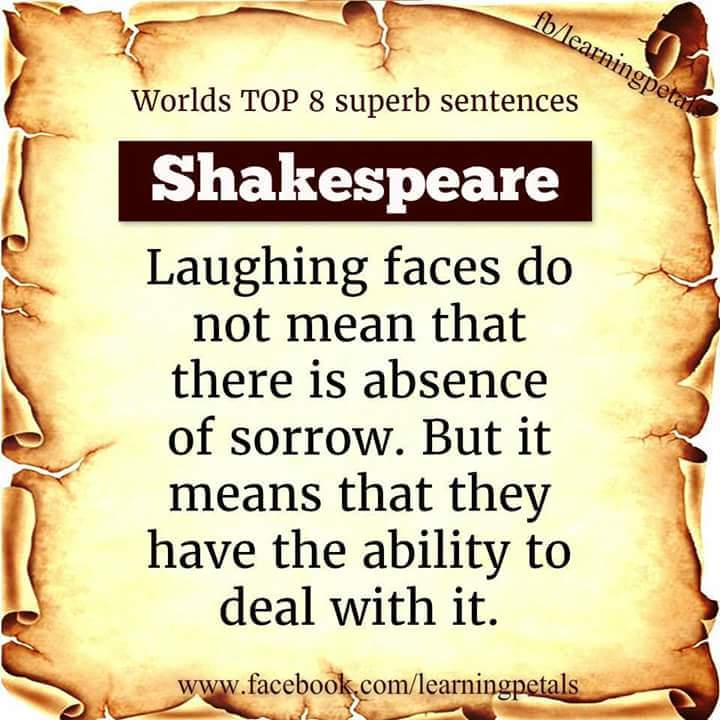 fb/learningpetals
Worlds TOP 8 superb sentences
Shakespeare
Laughing faces do
not mean that
there is absence
of sorrow. But it
means that they
have the ability to
deal with it.
www.facebook.com/learningpetals